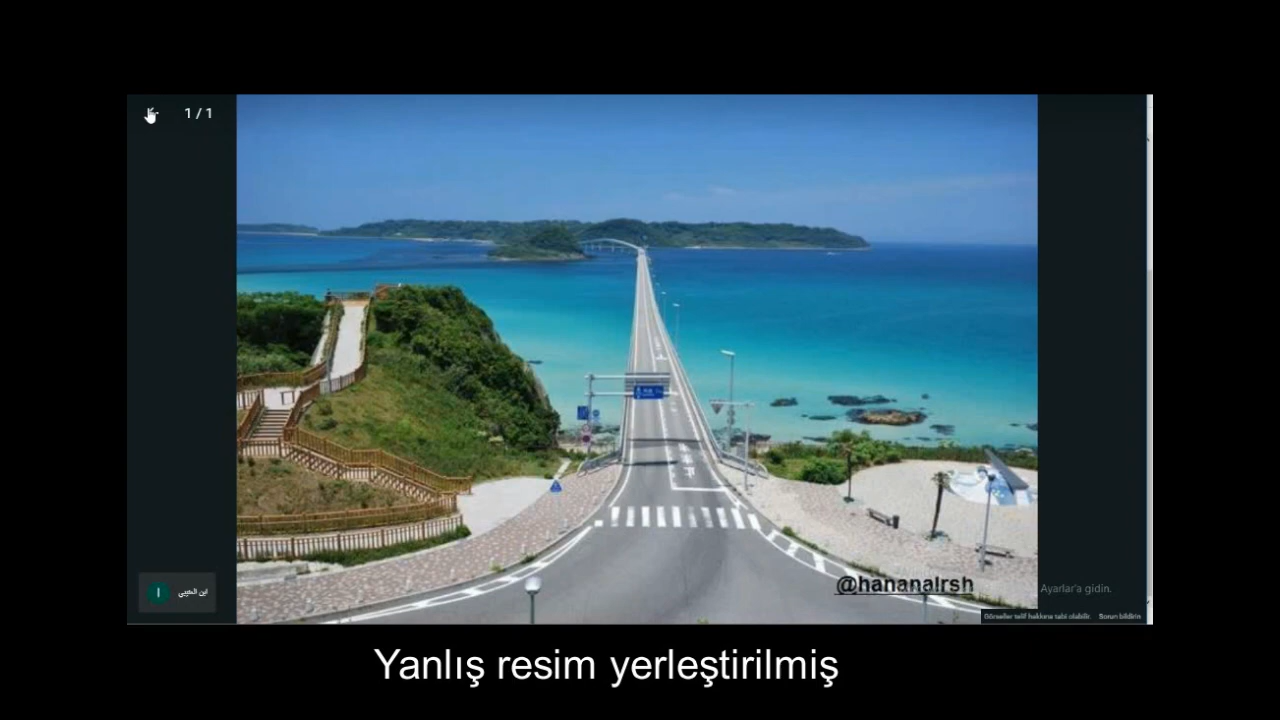 1 / 1
@hananalrsh
Ayarlar'a gidin.
Görseller telif hakkına tabi olabilir. Sorun bildirin
Yanlış resim yerleştirilmiş